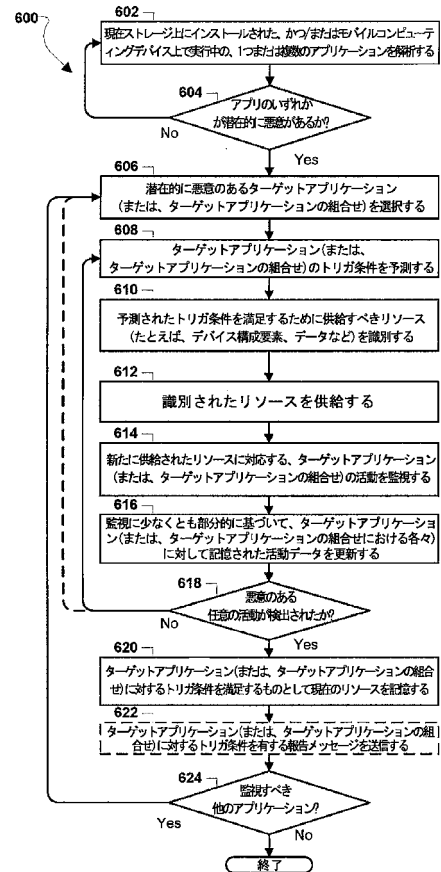 600
602
現在ストレージ上にインストールされた、かつ/またはモバイルコンピュー
ティングデバイス上で実行中の、1つまたは複数のアプリケーションを解析する
604
アプリのいずれか
が潜在的に悪意があるか?
No
Yes
606
潜在的に悪意のあるターゲットアプリケーション
(または、ターゲットアプリケーションの組合せ)を選択する
608
ターゲットアプリケーション(または、
ターゲットアプリケーションの組合せ)のトリガ条件を予測する
610
予測されたトリガ条件を満足するために供給すべきリソース
(たとえば、デバイス構成要素、データなど)を識別する
612
識別されたリソースを供給する
614
新たに供給されたリソースに対応する、ターゲットアプリケーション
(または、ターゲットアプリケーションの組合せ)の活動を監視する
616
監視に少なくとも部分的に基づいて、ターゲットアプリケーショ
ン(または、ターゲットアプリケーションの組合せにおける各々)
に対して記憶された活動データを更新する
618
悪意のある
任意の活動が検出されたか?
No
Yes
620
ターゲットアプリケーション(または、ターゲットアプリケーションの組合
せ)に対するトリガ条件を満足するものとして現在のリソースを記憶する
622
ターゲットアプリケーション(または、ターゲットアプリケーションの組
合せ)に対するトリガ条件を有する報告メッセージを送信する
624
監視すべき
他のアプリケーション?
Yes
No
終了